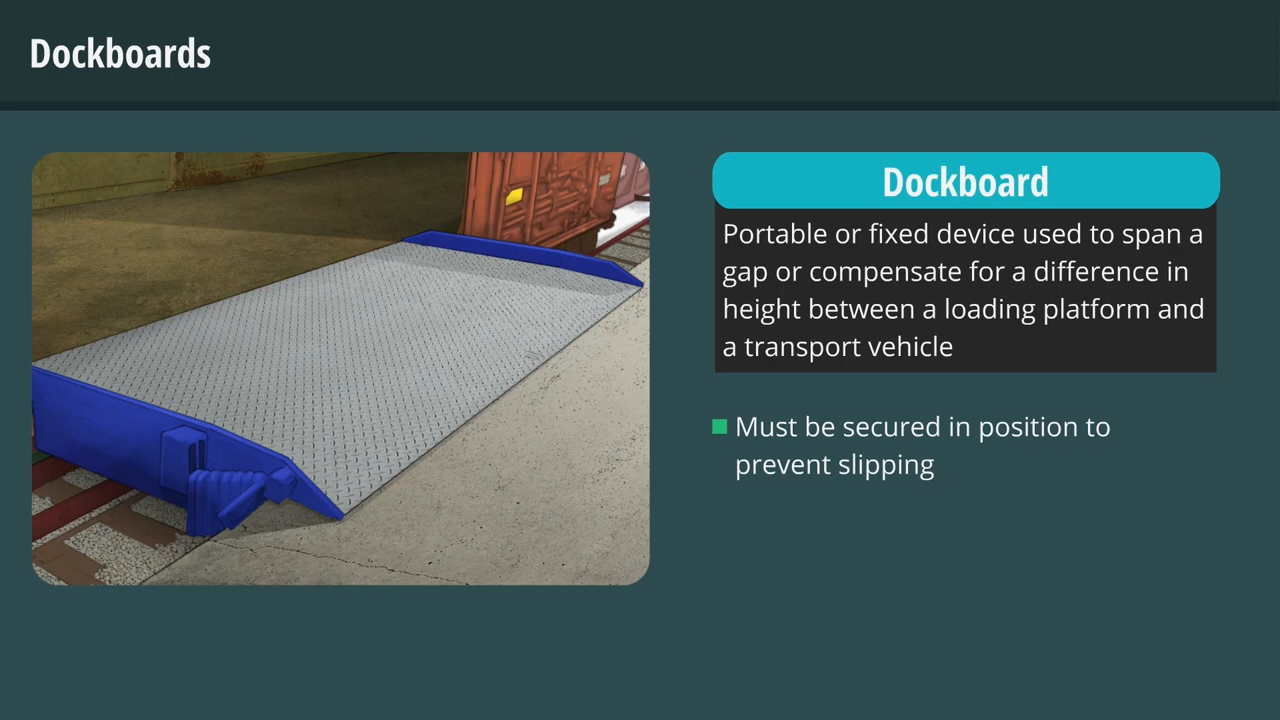 Dockboards
Dockboard
Portable or fixed device used to span a
gap or compensate for a difference in
height between a loading platform and
a transport vehicle
Must be secured in position to
prevent slipping